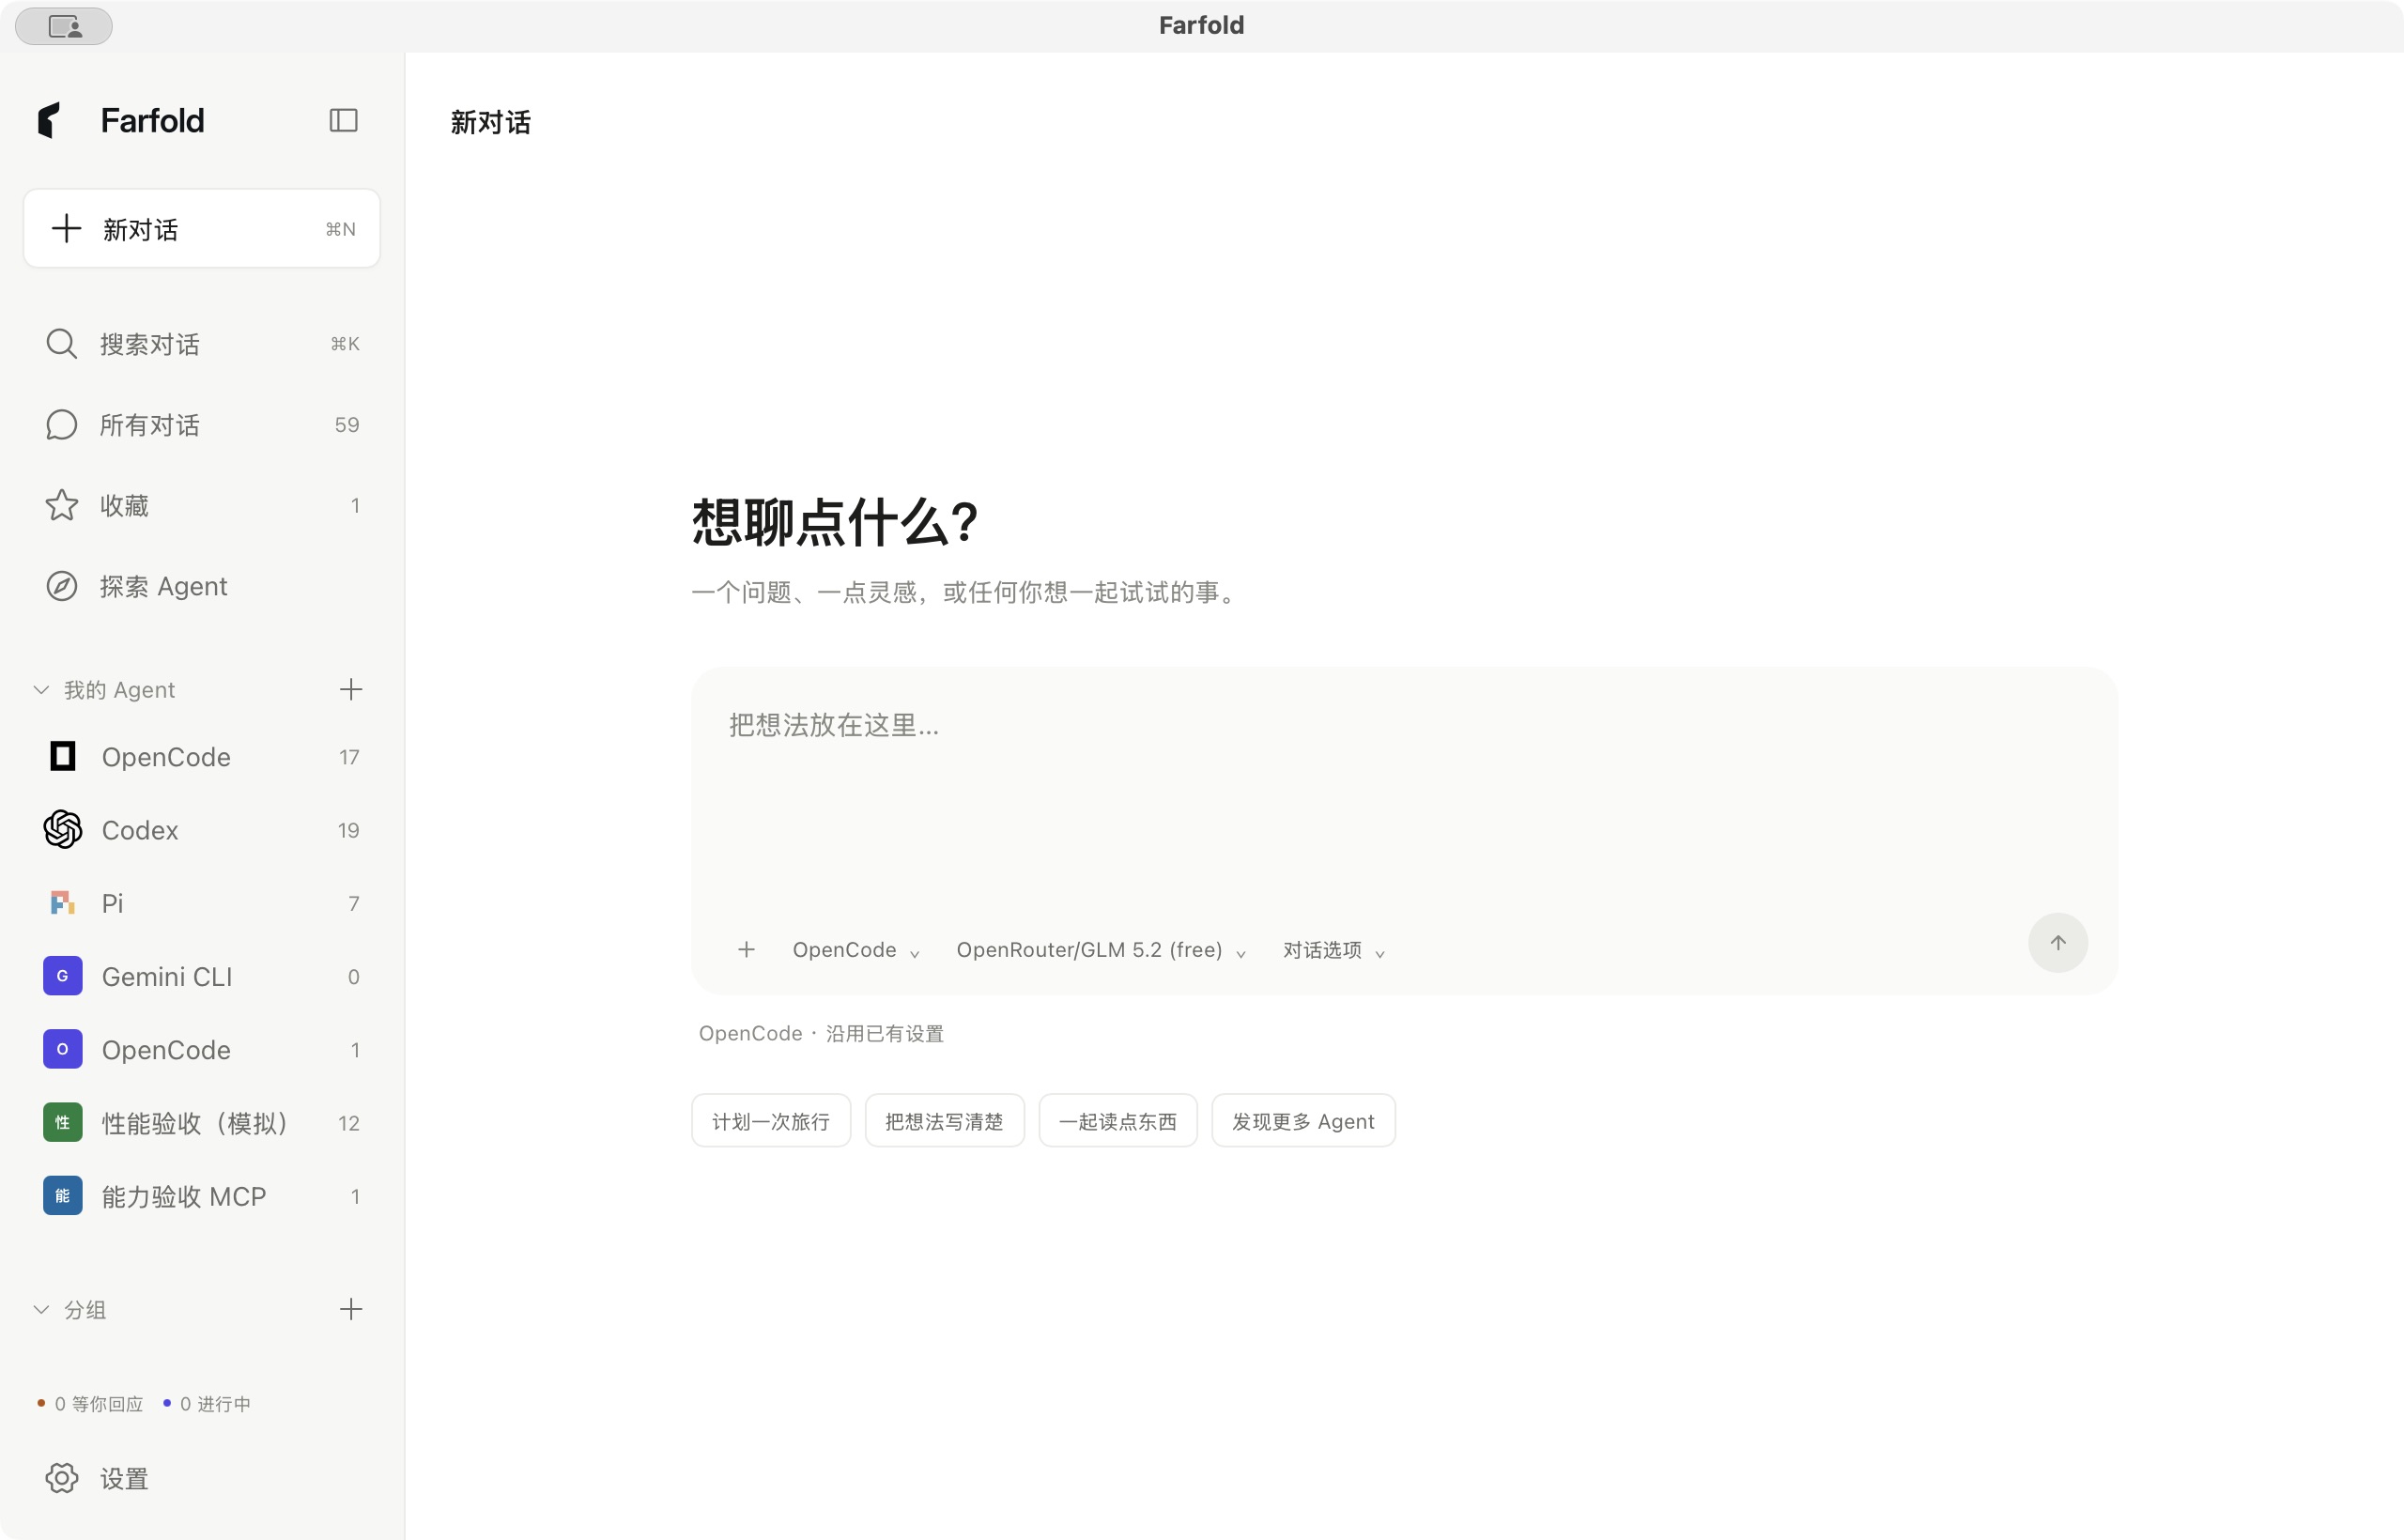 Farfold
Farfold
新对话 ⌘N
搜索对话 ⌘K
所有对话 59
收藏 1
探索 Agent
我的 Agent
OpenCode 17
Codex 19
Pi 7
G Gemini CLI 0
O OpenCode 1
性 性能验收（模拟） 12
能 能力验收 MCP 1
分组
0 等你回应 0 进行中
设置
新对话
想聊点什么?
一个问题、一点灵感，或任何你想一起试试的事。
把想法放在这里...
OpenCode OpenRouter/GLM 5.2 (free) 对话选项
OpenCode · 沿用已有设置
计划一次旅行 把想法写清楚 一起读点东西 发现更多 Agent